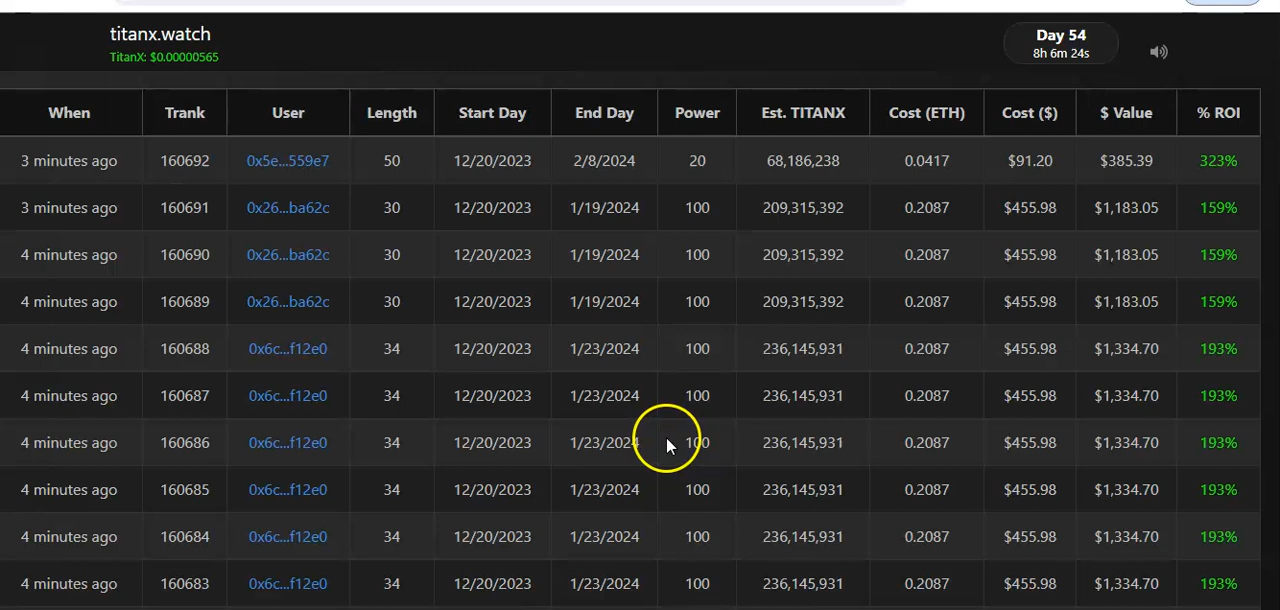 titanx.watch
TitanX: $0.00000565
Day 54
8h 6m 24s
When Trank User Length Start Day End Day Power Est. TITANX Cost (ETH) Cost ($) $ Value % ROI
3 minutes ago 160692 0x5e...559e7 50 12/20/2023 2/8/2024 20 68,186,238 0.0417 $91.20 $385.39 323%
3 minutes ago 160691 0x26...ba62c 30 12/20/2023 1/19/2024 100 209,315,392 0.2087 $455.98 $1,183.05 159%
4 minutes ago 160690 0x26...ba62c 30 12/20/2023 1/19/2024 100 209,315,392 0.2087 $455.98 $1,183.05 159%
4 minutes ago 160689 0x26...ba62c 30 12/20/2023 1/19/2024 100 209,315,392 0.2087 $455.98 $1,183.05 159%
4 minutes ago 160688 0x6c...f12e0 34 12/20/2023 1/23/2024 100 236,145,931 0.2087 $455.98 $1,334.70 193%
4 minutes ago 160687 0x6c...f12e0 34 12/20/2023 1/23/2024 100 236,145,931 0.2087 $455.98 $1,334.70 193%
4 minutes ago 160686 0x6c...f12e0 34 12/20/2023 1/23/2024 100 236,145,931 0.2087 $455.98 $1,334.70 193%
4 minutes ago 160685 0x6c...f12e0 34 12/20/2023 1/23/2024 100 236,145,931 0.2087 $455.98 $1,334.70 193%
4 minutes ago 160684 0x6c...f12e0 34 12/20/2023 1/23/2024 100 236,145,931 0.2087 $455.98 $1,334.70 193%
4 minutes ago 160683 0x6c...f12e0 34 12/20/2023 1/23/2024 100 236,145,931 0.2087 $455.98 $1,334.70 193%